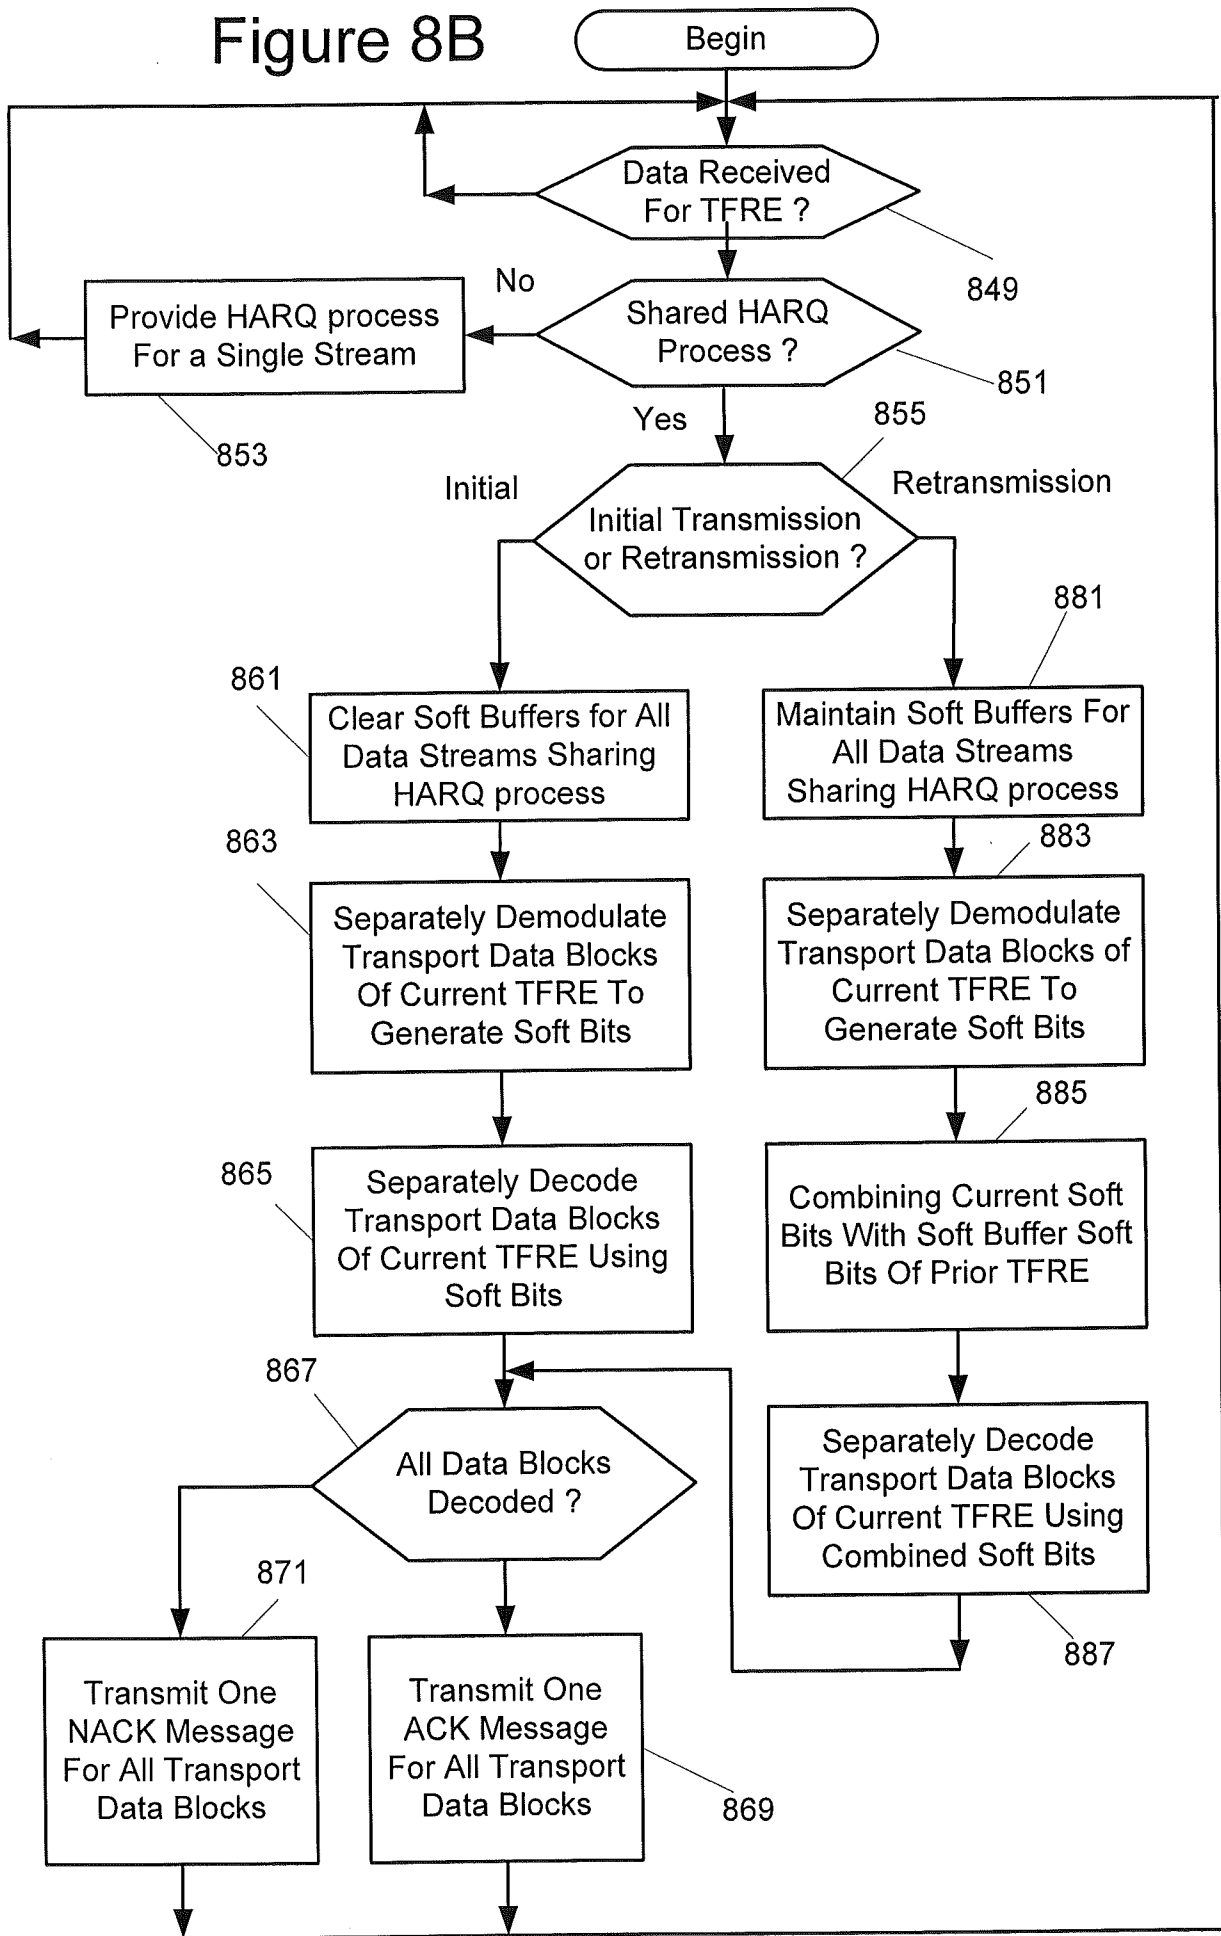 Figure 8B
Begin
Data Received
For TFRE ?
849
No
Provide HARQ process
For a Single Stream
853
Shared HARQ
Process ?
851
Yes
855
Initial
Retransmission
Initial Transmission
or Retransmission ?
861
Clear Soft Buffers for All
Data Streams Sharing
HARQ process
881
Maintain Soft Buffers For
All Data Streams
Sharing HARQ process
863
Separately Demodulate
Transport Data Blocks
Of Current TFRE To
Generate Soft Bits
883
Separately Demodulate
Transport Data Blocks of
Current TFRE To
Generate Soft Bits
865
Separately Decode
Transport Data Blocks
Of Current TFRE Using
Soft Bits
885
Combining Current Soft
Bits With Soft Buffer Soft
Bits Of Prior TFRE
867
All Data Blocks
Decoded ?
Separately Decode
Transport Data Blocks
Of Current TFRE Using
Combined Soft Bits
887
871
Transmit One
NACK Message
For All Transport
Data Blocks
Transmit One
ACK Message
For All Transport
Data Blocks
869